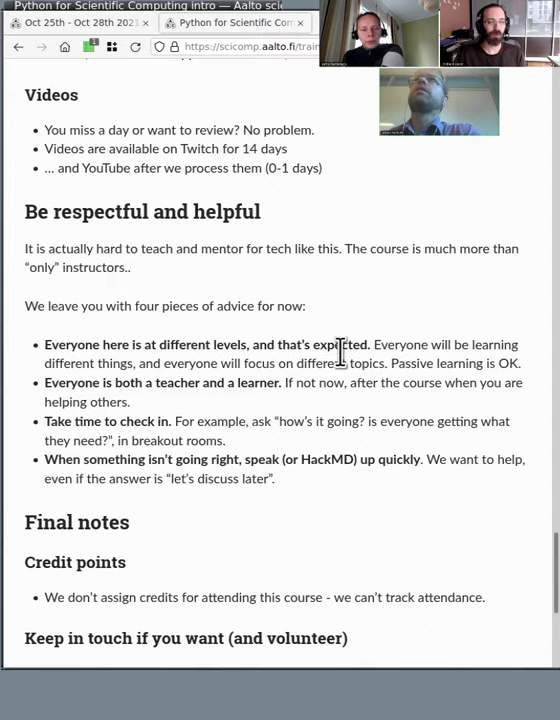 Python for Scientific Computing intro — Aalto sci
Oct 25th - Oct 28th 2021 ×
Python for Scientific Com ×
1
https://scicomp.aalto.fi/train
Videos
• You miss a day or want to review? No problem.
• Videos are available on Twitch for 14 days
• ... and YouTube after we process them (0-1 days)
Be respectful and helpful
It is actually hard to teach and mentor for tech like this. The course is much more than
“only” instructors..
We leave you with four pieces of advice for now:
• Everyone here is at different levels, and that’s expected. Everyone will be learning
different things, and everyone will focus on different topics. Passive learning is OK.
• Everyone is both a teacher and a learner. If not now, after the course when you are
helping others.
• Take time to check in. For example, ask “how’s it going? is everyone getting what
they need?”, in breakout rooms.
• When something isn’t going right, speak (or HackMD) up quickly. We want to help,
even if the answer is “let’s discuss later”.
Final notes
Credit points
• We don’t assign credits for attending this course - we can’t track attendance.
Keep in touch if you want (and volunteer)